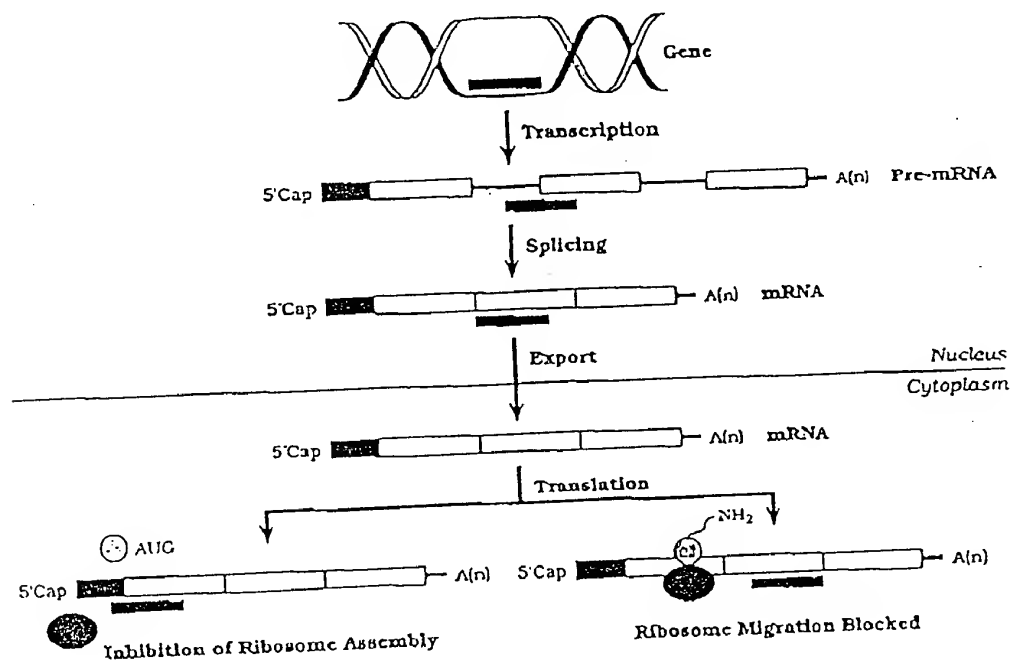 Gene
Transcription
5'Cap A(n) Pre-mRNA
Splicing
5'Cap A(n) mRNA
Export
Nucleus
Cytoplasm
5'Cap A(n) mRNA
Translation
NH₂
AUG
5'Cap A(n)
5'Cap A(n)
Inhibition of Ribosome Assembly
Ribosome Migration Blocked